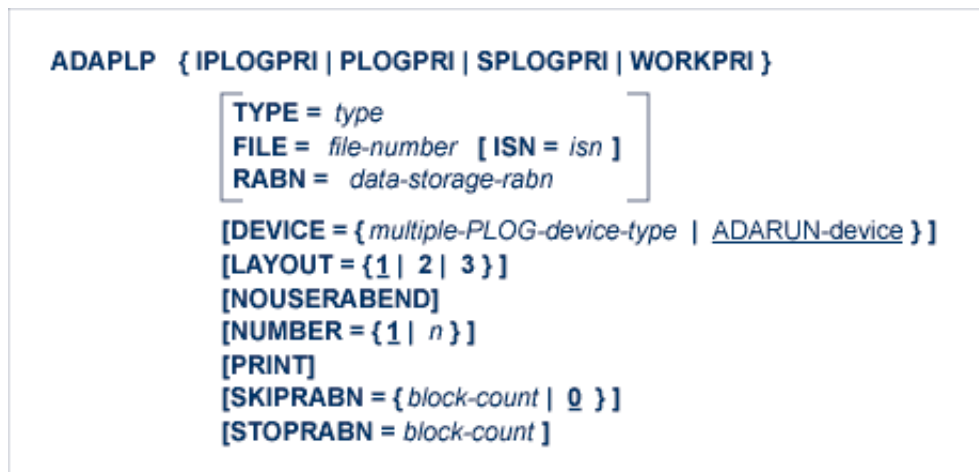 ADAPLP { IPLOGPRI | PLOGPRI | SPLOGPRI | WORKPRI }
TYPE = type
FILE = file-number [ ISN = isn ]
RABN = data-storage-rabn
[DEVICE = { multiple-PLOG-device-type | ADARUN-device } ]
[LAYOUT = { 1 | 2 | 3 } ]
[NOUSERABEND]
[NUMBER = { 1 | n } ]
[PRINT]
[SKIPRABN = { block-count | 0 } ]
[STOPRABN = block-count ]